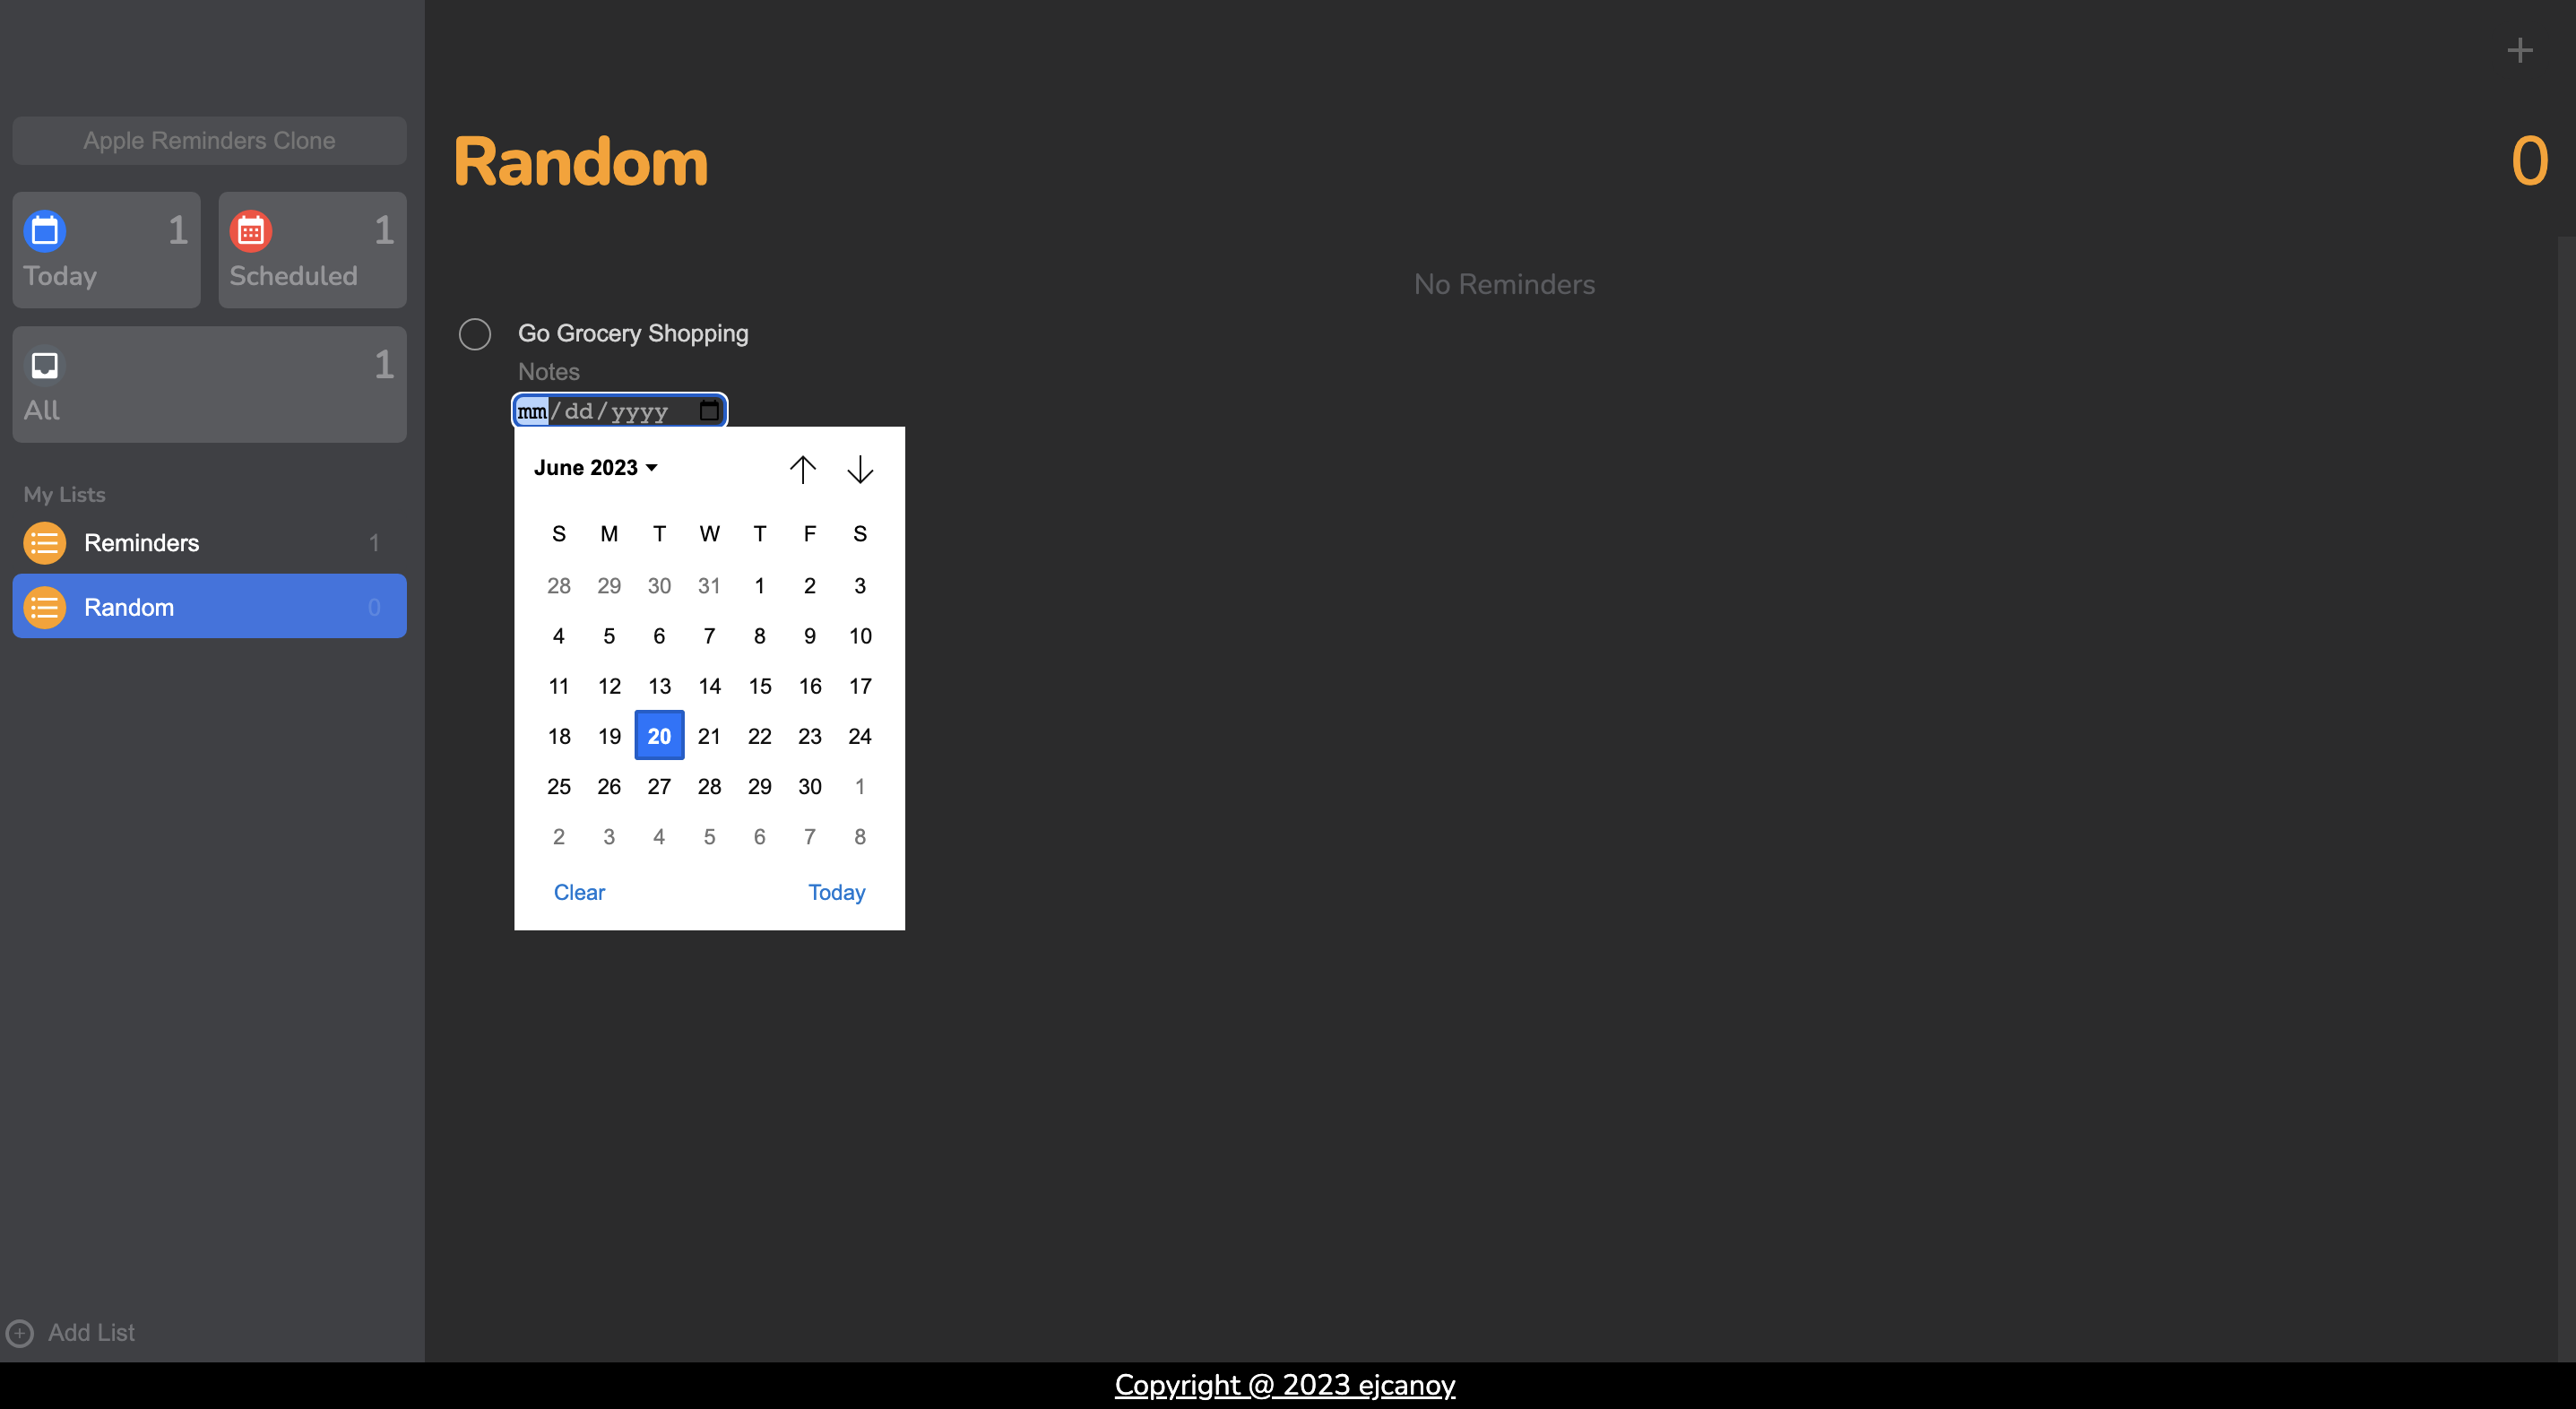 Apple Reminders Clone
1
Today
1
Scheduled
1
All
My Lists
Reminders 1
Random 0
Add List
+
Random 0
No Reminders
Go Grocery Shopping
Notes
mm/dd/yyyy
June 2023
S M T W T F S
28 29 30 31 1 2 3
4 5 6 7 8 9 10
11 12 13 14 15 16 17
18 19 20 21 22 23 24
25 26 27 28 29 30 1
2 3 4 5 6 7 8
Clear Today
Copyright @ 2023 ejcanoy